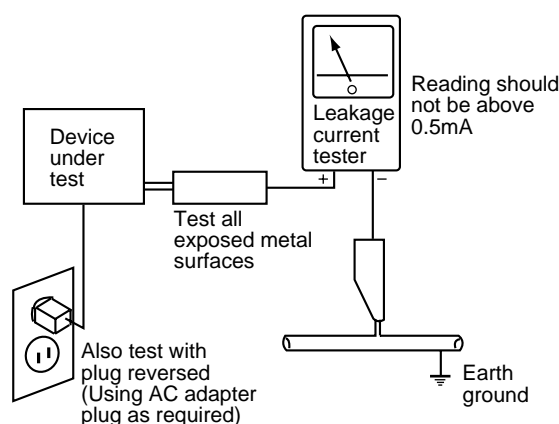 Device
under
test
Leakage
current
tester
+
−
Reading should
not be above
0.5mA
Test all
exposed metal
surfaces
Also test with
plug reversed
(Using AC adapter
plug as required)
Earth
ground